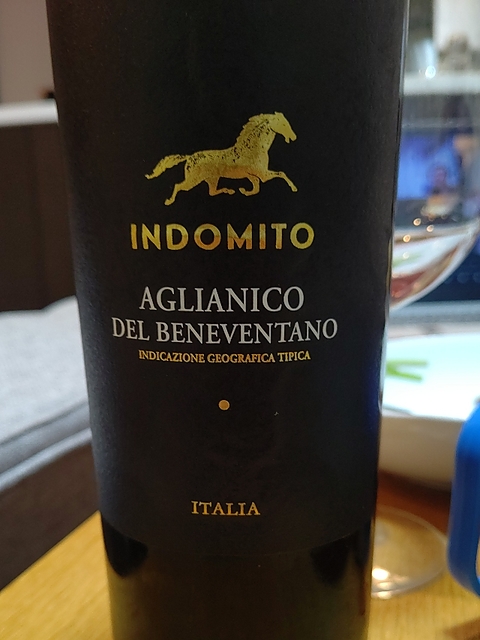 INDOMITO
AGLIANICO
DEL BENEVENTANO
INDICAZIONE GEOGRAFICA TIPICA
ITALIA